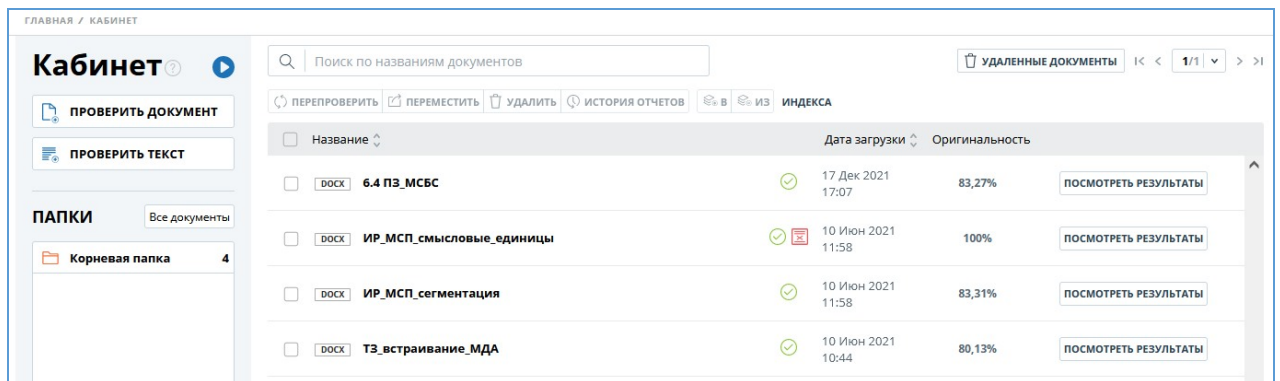 ГЛАВНАЯ / КАБИНЕТ
Кабинет
ПРОВЕРИТЬ ДОКУМЕНТ
ПРОВЕРИТЬ ТЕКСТ
ПАПКИ Все документы
Корневая папка 4
Поиск по названиям документов
УДАЛЕННЫЕ ДОКУМЕНТЫ |< < 1/1 > >|
ПЕРЕПРОВЕРИТЬ ПЕРЕМЕСТИТЬ УДАЛИТЬ ИСТОРИЯ ОТЧЕТОВ В ИЗ ИНДЕКСА
Название Дата загрузки Оригинальность
DOCX 6.4 ПЗ_МСБС 17 Дек 2021 17:07 83,27% ПОСМОТРЕТЬ РЕЗУЛЬТАТЫ
DOCX ИР_МСП_смысловые_единицы 10 Июн 2021 11:58 100% ПОСМОТРЕТЬ РЕЗУЛЬТАТЫ
DOCX ИР_МСП_сегментация 10 Июн 2021 11:58 83,31% ПОСМОТРЕТЬ РЕЗУЛЬТАТЫ
DOCX ТЗ_встраивание_МДА 10 Июн 2021 10:44 80,13% ПОСМОТРЕТЬ РЕЗУЛЬТАТЫ